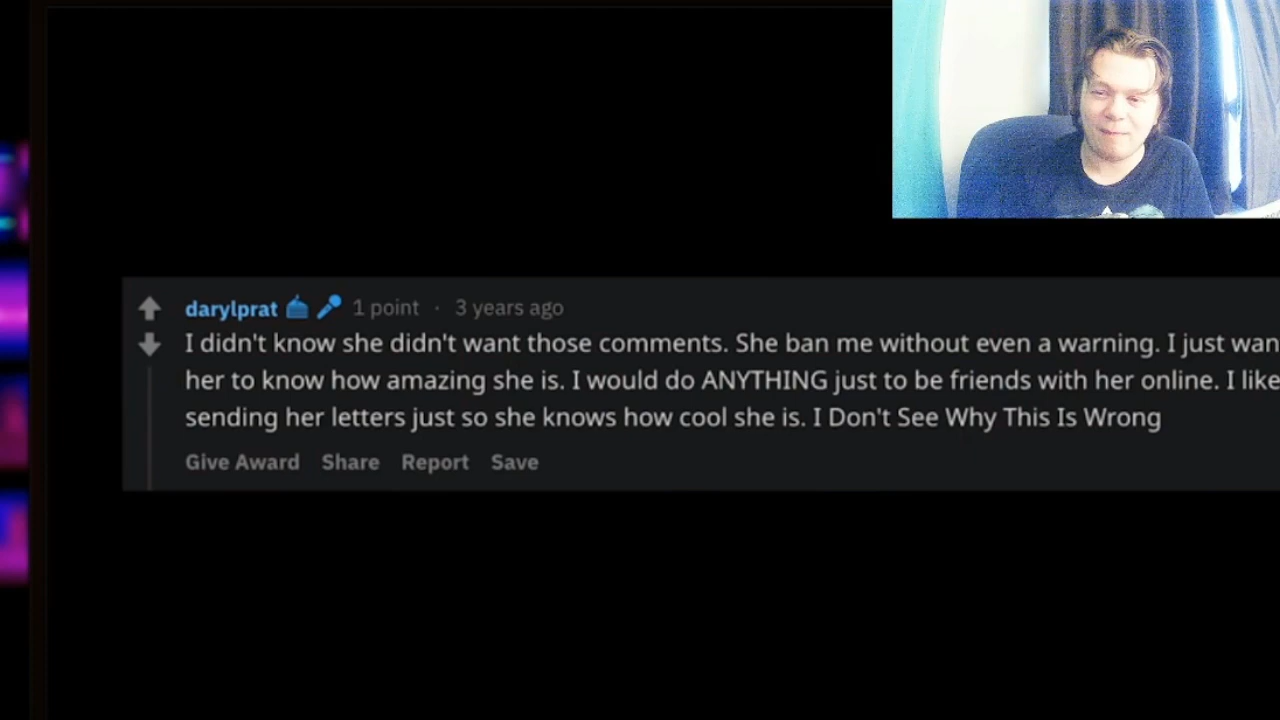 darylprat 1 point · 3 years ago
I didn't know she didn't want those comments. She ban me without even a warning. I just wan
her to know how amazing she is. I would do ANYTHING just to be friends with her online. I like
sending her letters just so she knows how cool she is. I Don't See Why This Is Wrong
Give Award Share Report Save